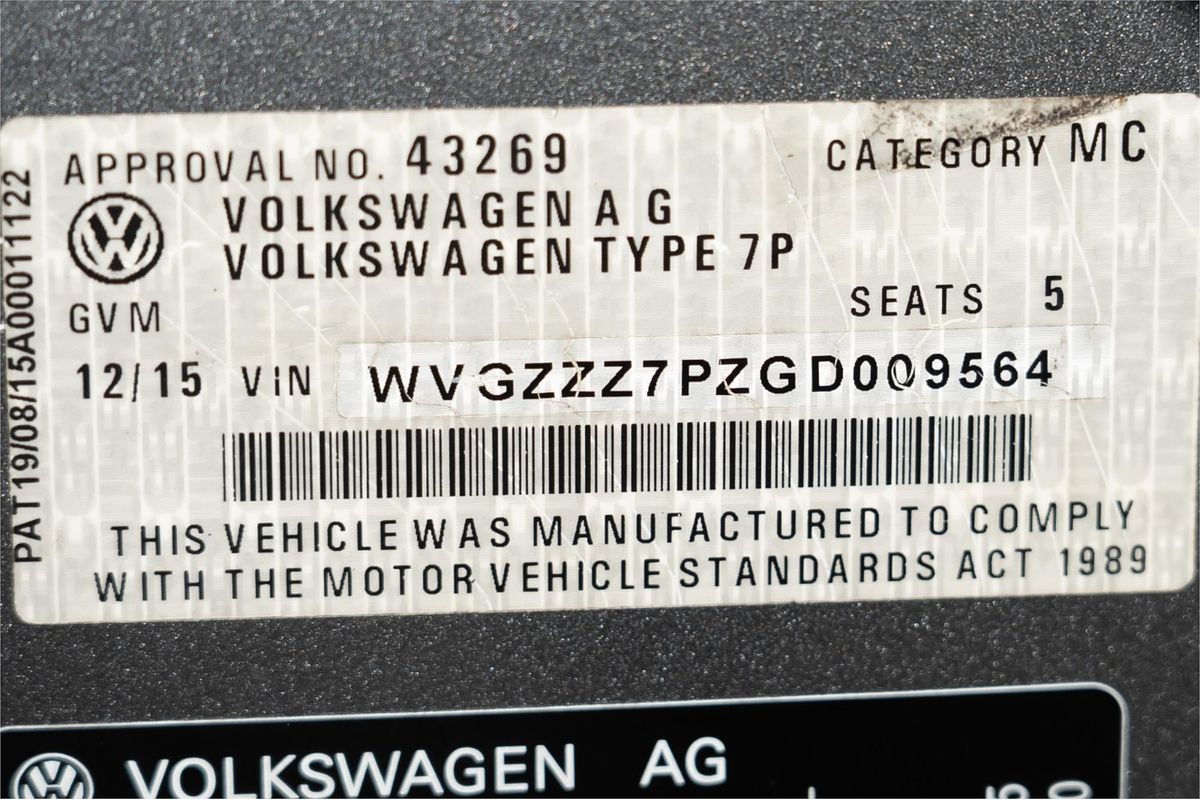 APPROVAL NO. 43269 CATEGORY MC
VOLKSWAGEN AG
VOLKSWAGEN TYPE 7P
GVM SEATS 5
12/15 VIN WVGZZZ7PZGD009564
THIS VEHICLE WAS MANUFACTURED TO COMPLY
WITH THE MOTOR VEHICLE STANDARDS ACT 1989
PAT19/08/15A00011122
VOLKSWAGEN AG